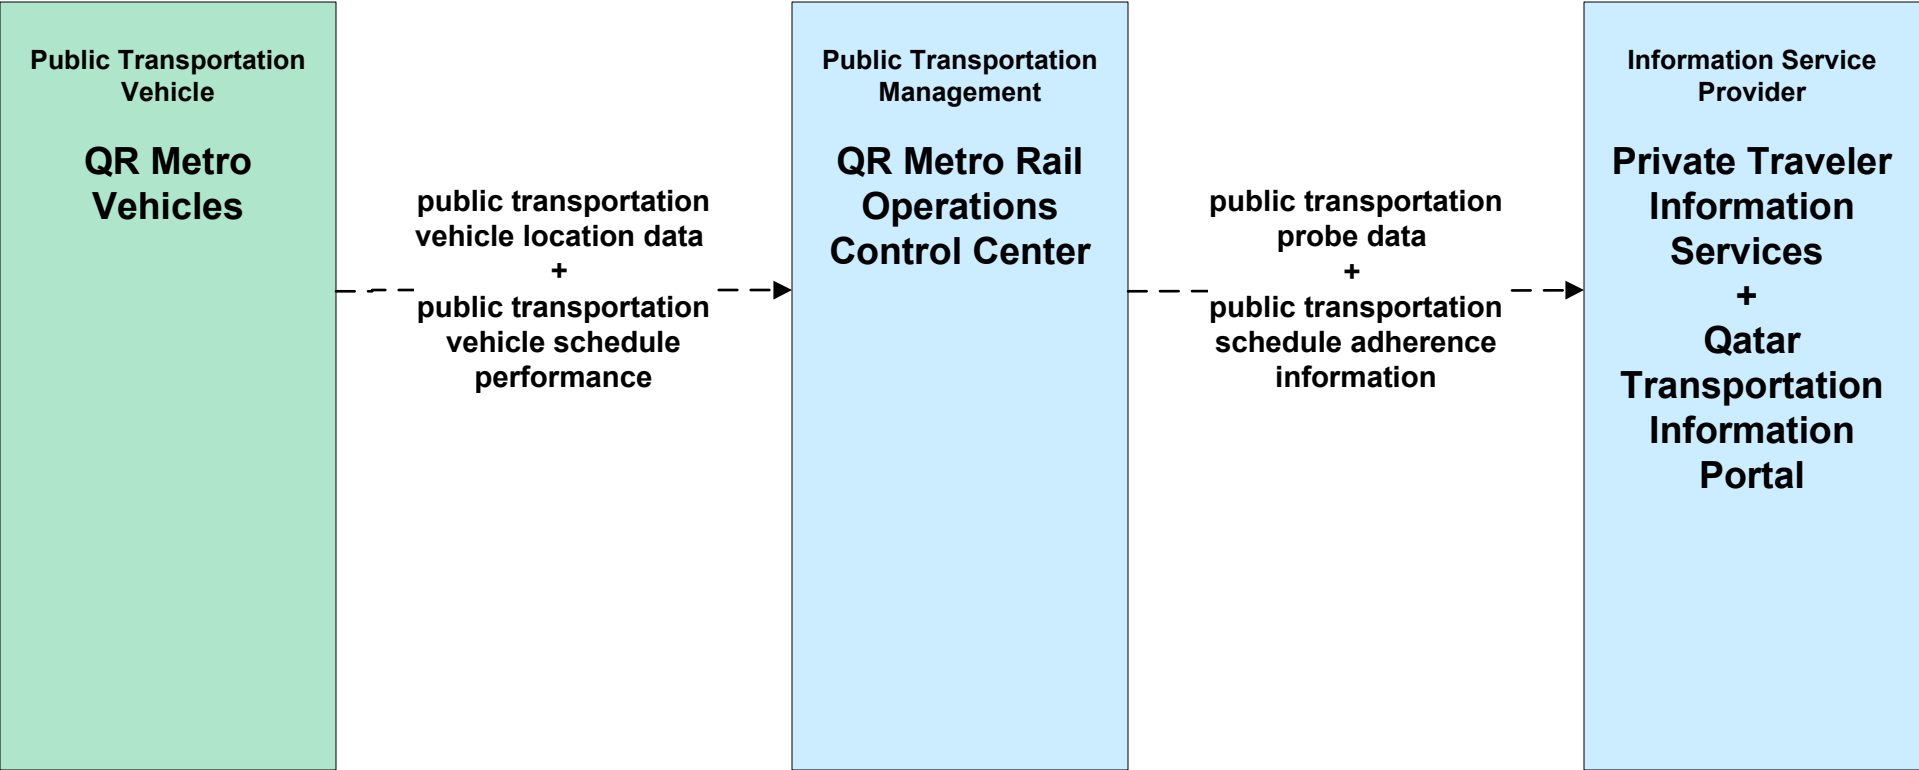 Public Transportation
Vehicle
QR Metro
Vehicles
public transportation
vehicle location data
+
public transportation
vehicle schedule
performance
Public Transportation
Management
QR Metro Rail
Operations
Control Center
public transportation
probe data
+
public transportation
schedule adherence
information
Information Service
Provider
Private Traveler
Information
Services
+
Qatar
Transportation
Information
Portal